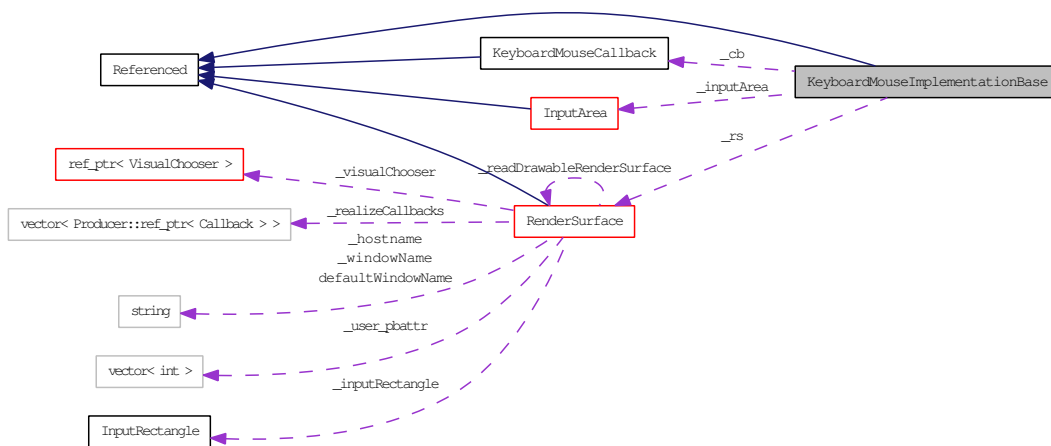 KeyboardMouseCallback
_cb
Referenced
KeyboardMouseImplementationBase
_inputArea
InputArea
_rs
ref_ptr< VisualChooser >
_visualChooser
_readDrawableRenderSurface
vector< Producer::ref_ptr< Callback > >
_realizeCallbacks
RenderSurface
_hostname
_windowName
defaultWindowName
string
_user_pbattr
vector< int >
_inputRectangle
InputRectangle